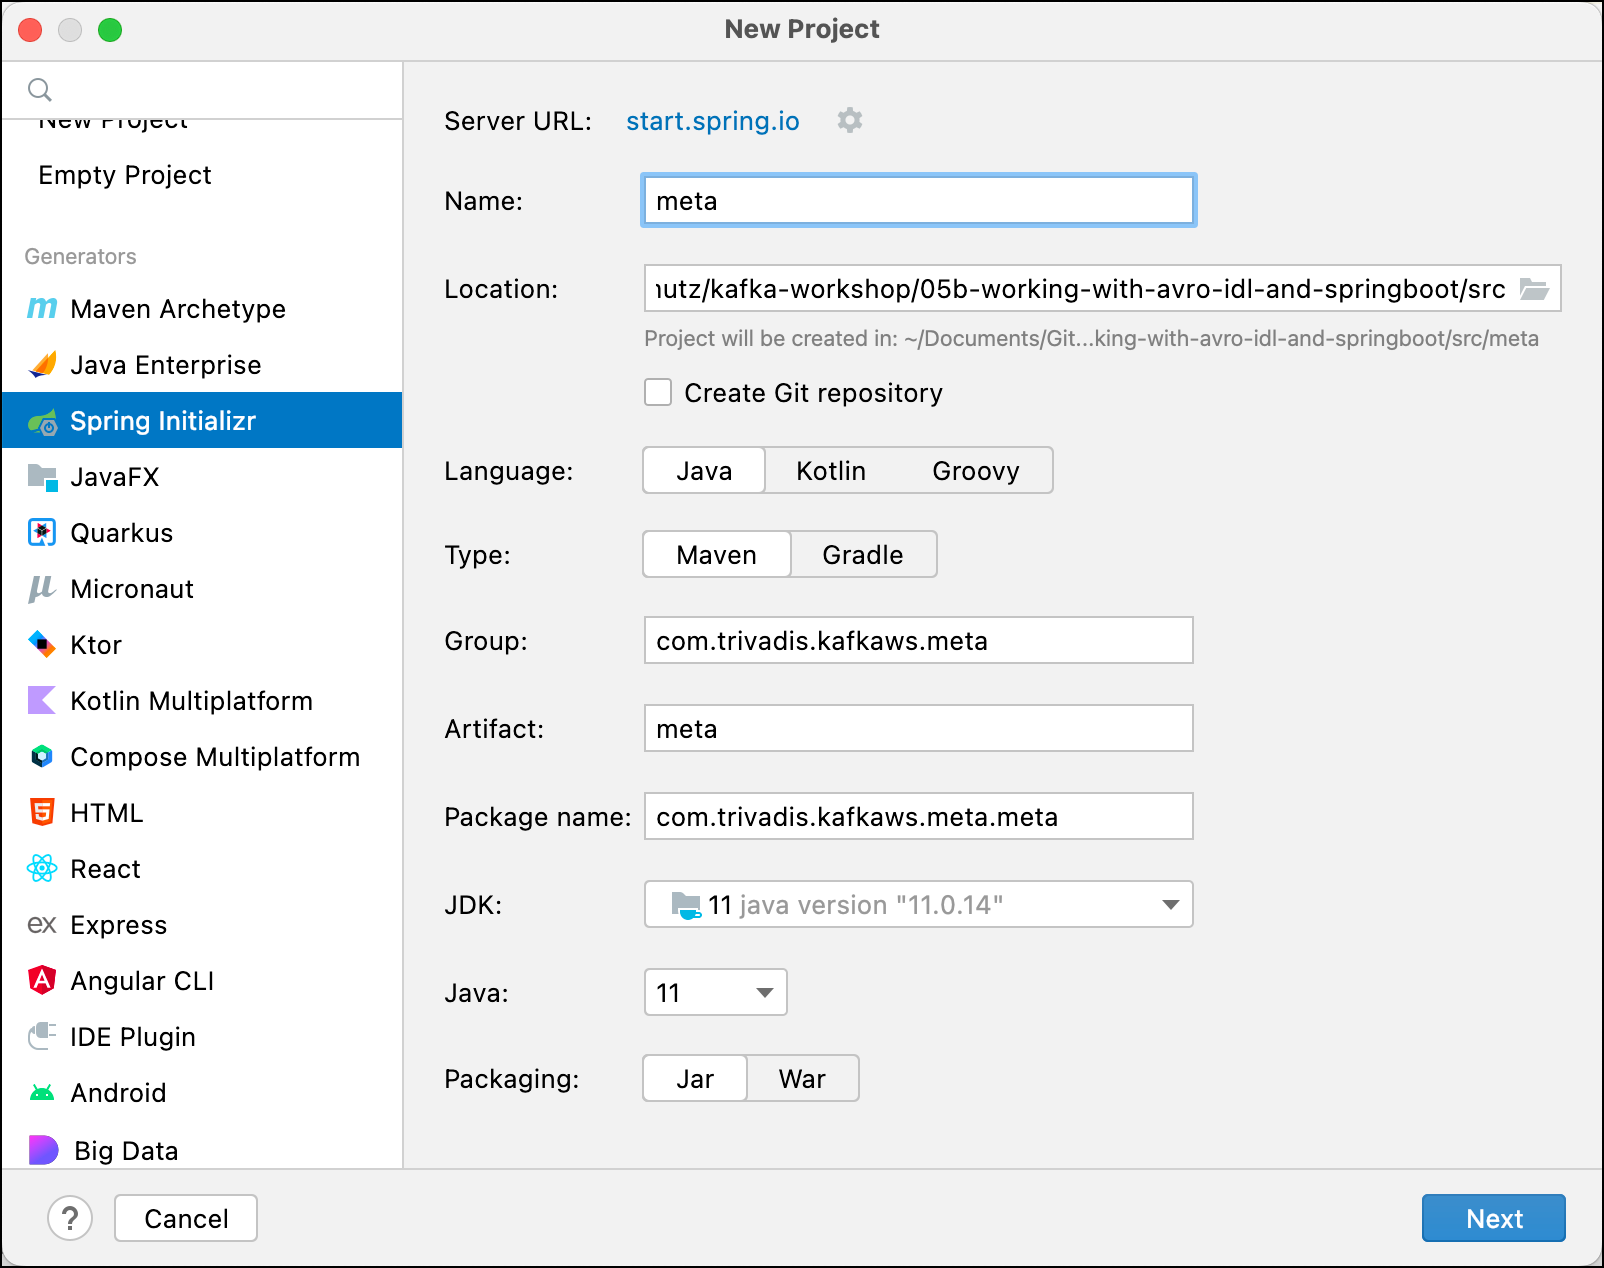 New Project
New Project
Empty Project
Generators
Maven Archetype
Java Enterprise
Spring Initializr
JavaFX
Quarkus
Micronaut
Ktor
Kotlin Multiplatform
Compose Multiplatform
HTML
React
ex Express
Angular CLI
IDE Plugin
Android
Big Data
Server URL: start.spring.io
Name: meta
Location: nutz/kafka-workshop/05b-working-with-avro-idl-and-springboot/src
Project will be created in: ~/Documents/Git...king-with-avro-idl-and-springboot/src/meta
Create Git repository
Language: Java Kotlin Groovy
Type: Maven Gradle
Group: com.trivadis.kafkaws.meta
Artifact: meta
Package name: com.trivadis.kafkaws.meta.meta
JDK: 11 java version "11.0.14"
Java: 11
Packaging: Jar War
? Cancel Next